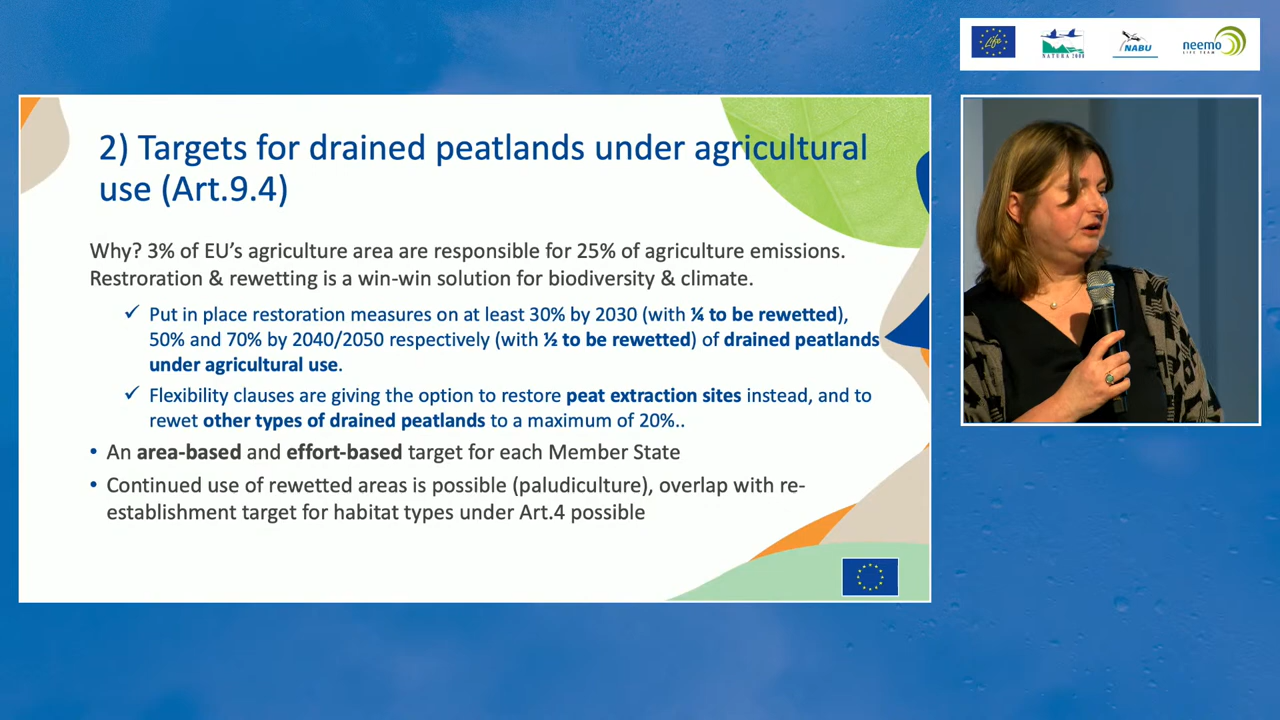 Life
NATURA 2000
NABU
neemo
LIFE TEAM
2) Targets for drained peatlands under agricultural
use (Art.9.4)
Why? 3% of EU's agriculture area are responsible for 25% of agriculture emissions.
Restroration & rewetting is a win-win solution for biodiversity & climate.
✓ Put in place restoration measures on at least 30% by 2030 (with ¼ to be rewetted),
50% and 70% by 2040/2050 respectively (with ½ to be rewetted) of drained peatlands
under agricultural use.
✓ Flexibility clauses are giving the option to restore peat extraction sites instead, and to
rewet other types of drained peatlands to a maximum of 20%..
• An area-based and effort-based target for each Member State
• Continued use of rewetted areas is possible (paludiculture), overlap with re-
establishment target for habitat types under Art.4 possible